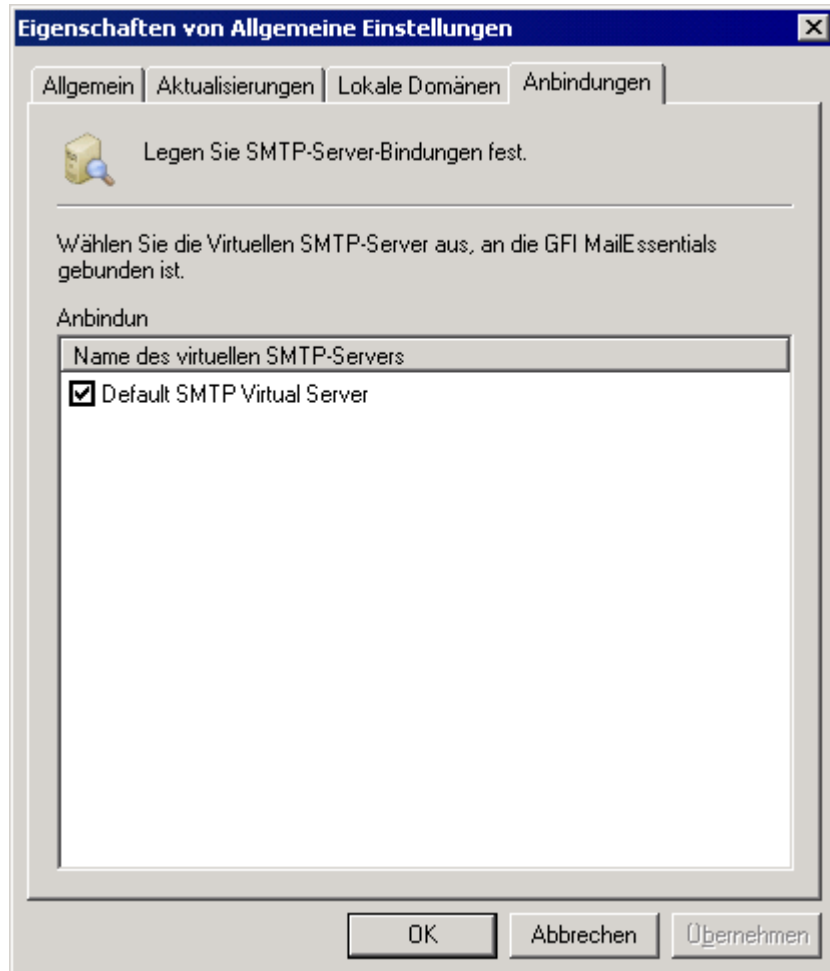 Eigenschaften von Allgemeine Einstellungen
Allgemein Aktualisierungen Lokale Domänen Anbindungen
Legen Sie SMTP-Server-Bindungen fest.
Wählen Sie die Virtuellen SMTP-Server aus, an die GFI MailEssentials
gebunden ist.
Anbindun
Name des virtuellen SMTP-Servers
Default SMTP Virtual Server
OK Abbrechen Übernehmen